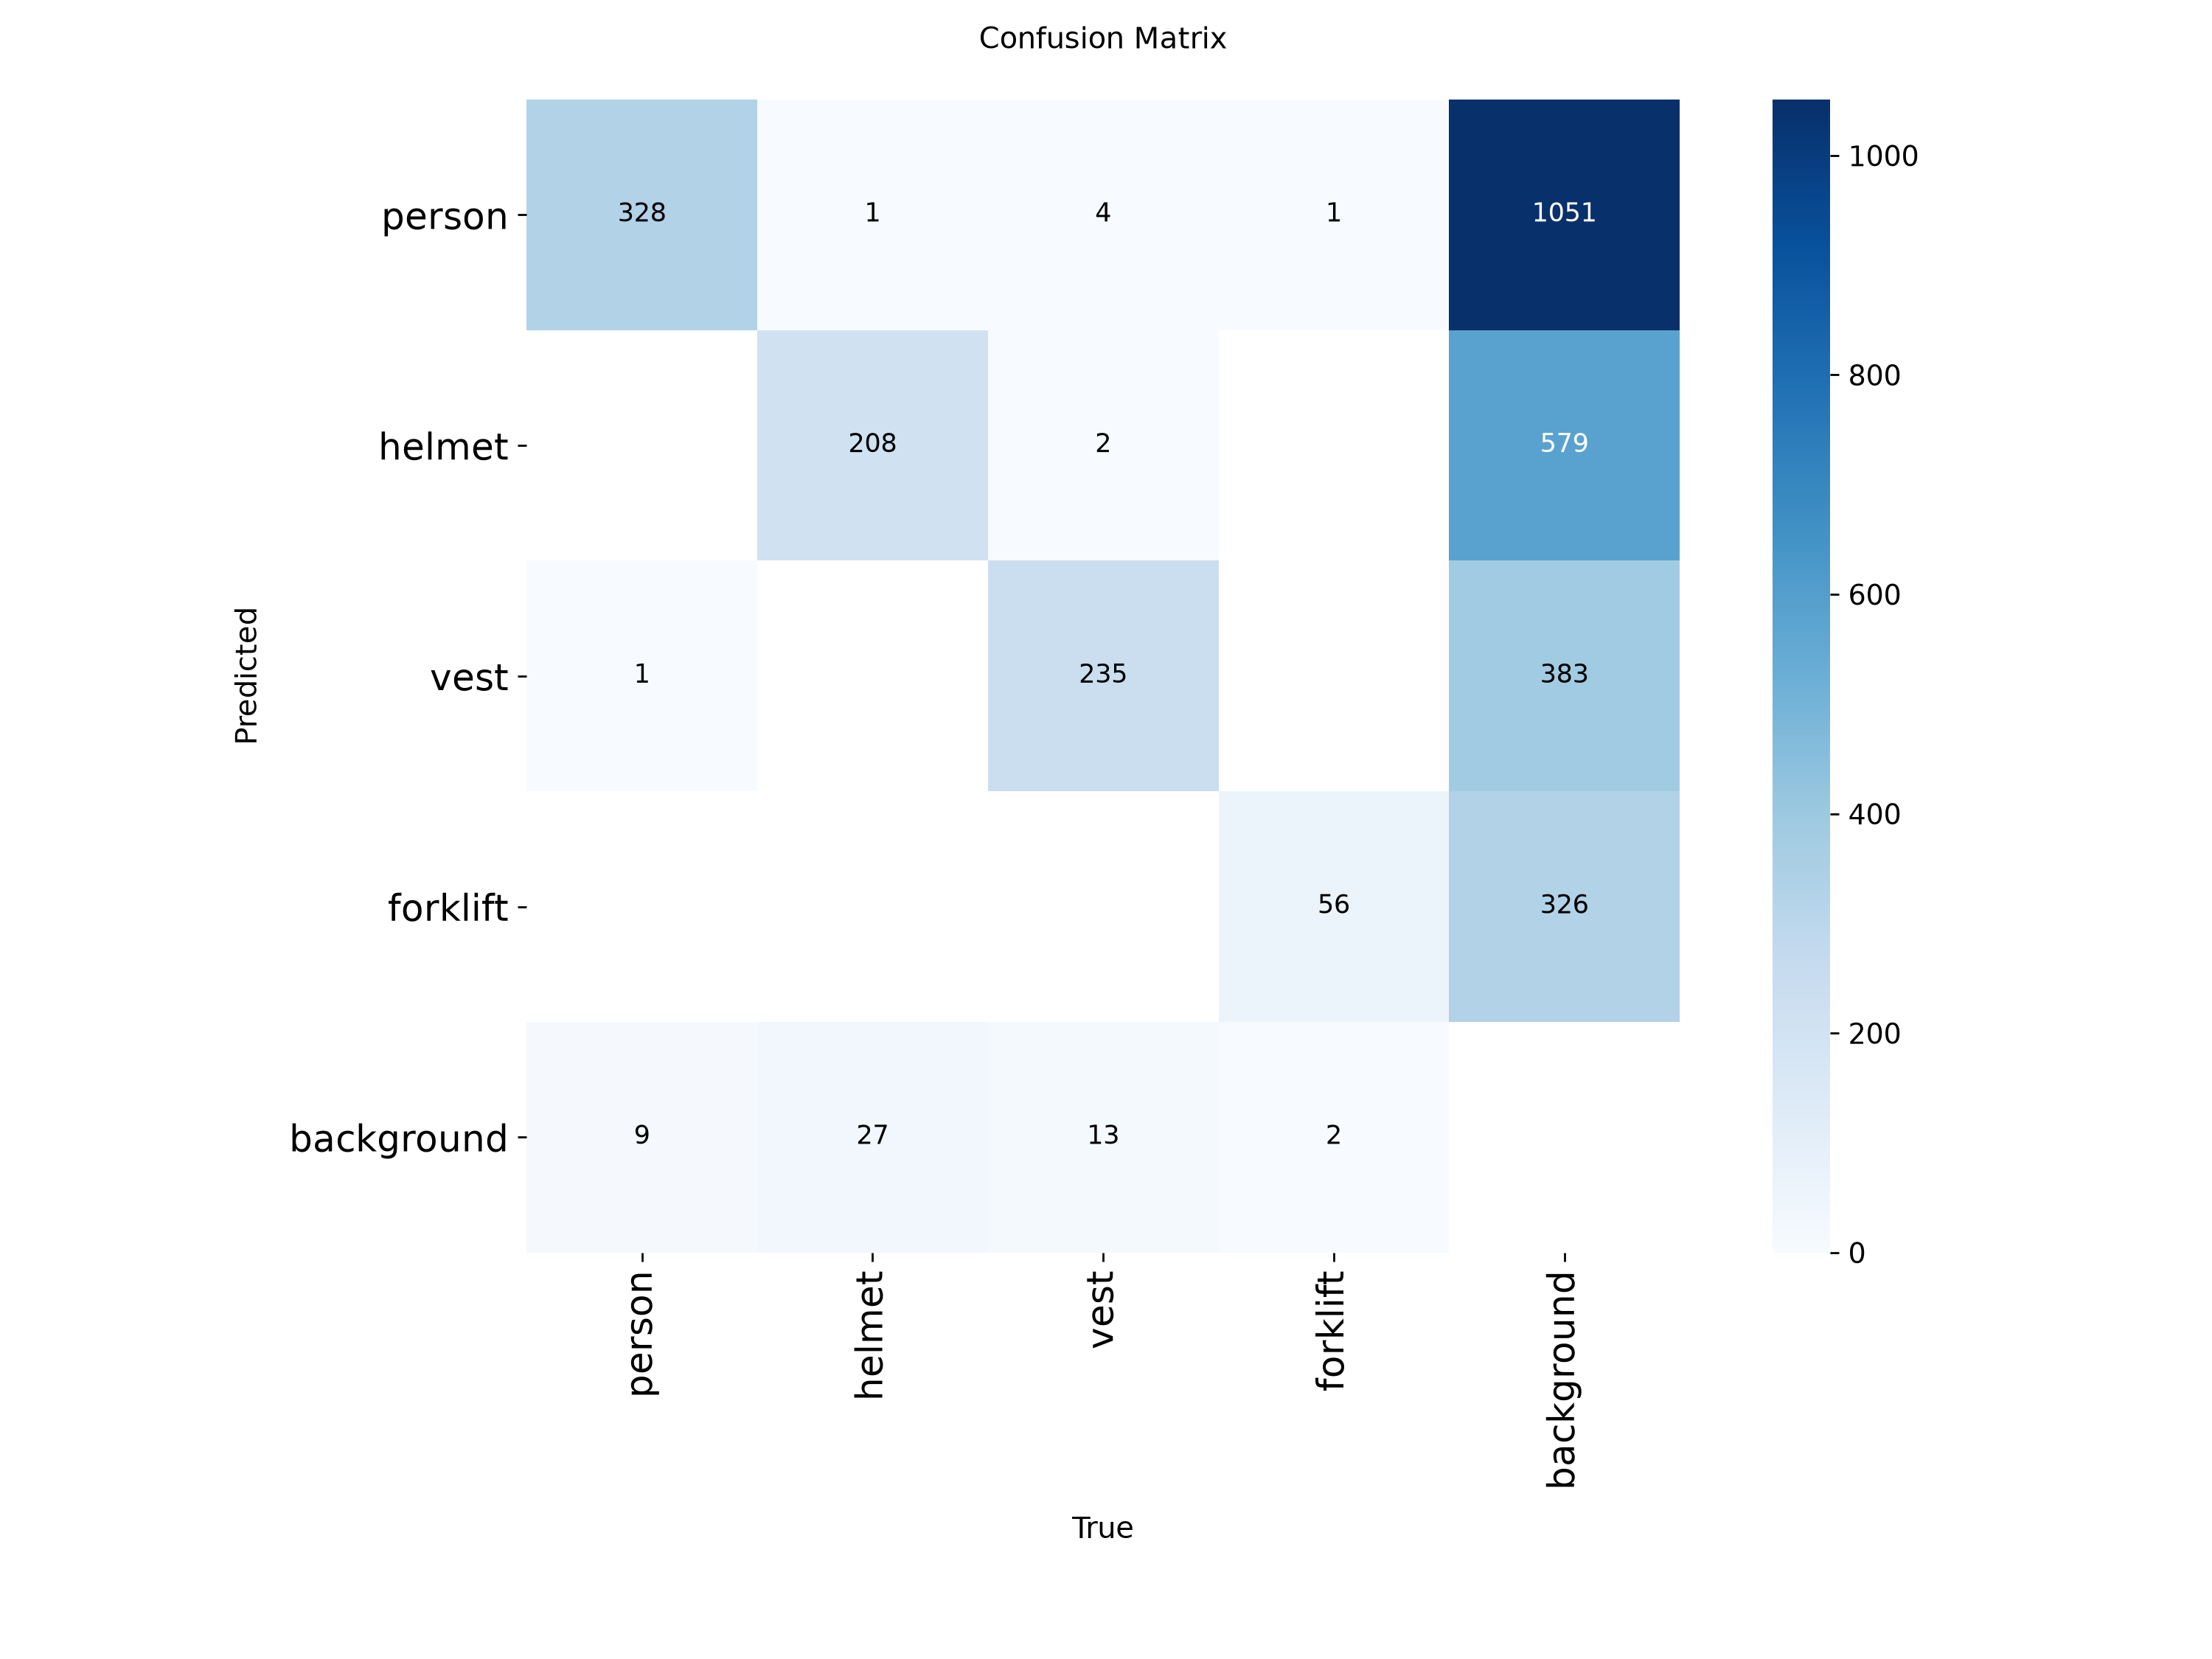 Confusion Matrix
person 328 1 4 1 1051
helmet 208 2 579
vest 1 235 383
forklift 56 326
background 9 27 13 2
person helmet vest forklift background
True
Predicted
1000
800
600
400
200
0